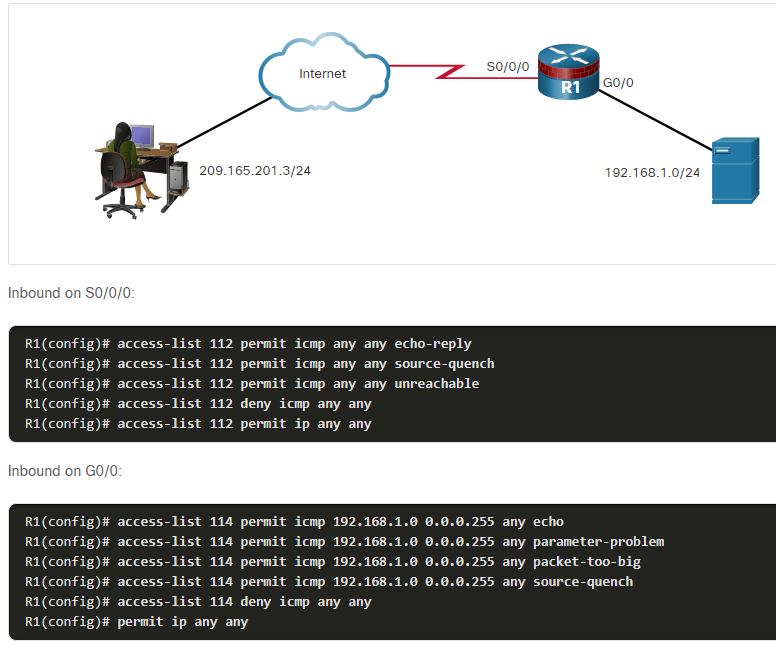 Internet
S0/0/0
R1
G0/0
209.165.201.3/24
192.168.1.0/24
Inbound on S0/0/0:
R1(config)# access-list 112 permit icmp any any echo-reply
R1(config)# access-list 112 permit icmp any any source-quench
R1(config)# access-list 112 permit icmp any any unreachable
R1(config)# access-list 112 deny icmp any any
R1(config)# access-list 112 permit ip any any
Inbound on G0/0:
R1(config)# access-list 114 permit icmp 192.168.1.0 0.0.0.255 any echo
R1(config)# access-list 114 permit icmp 192.168.1.0 0.0.0.255 any parameter-problem
R1(config)# access-list 114 permit icmp 192.168.1.0 0.0.0.255 any packet-too-big
R1(config)# access-list 114 permit icmp 192.168.1.0 0.0.0.255 any source-quench
R1(config)# access-list 114 deny icmp any any
R1(config)# permit ip any any